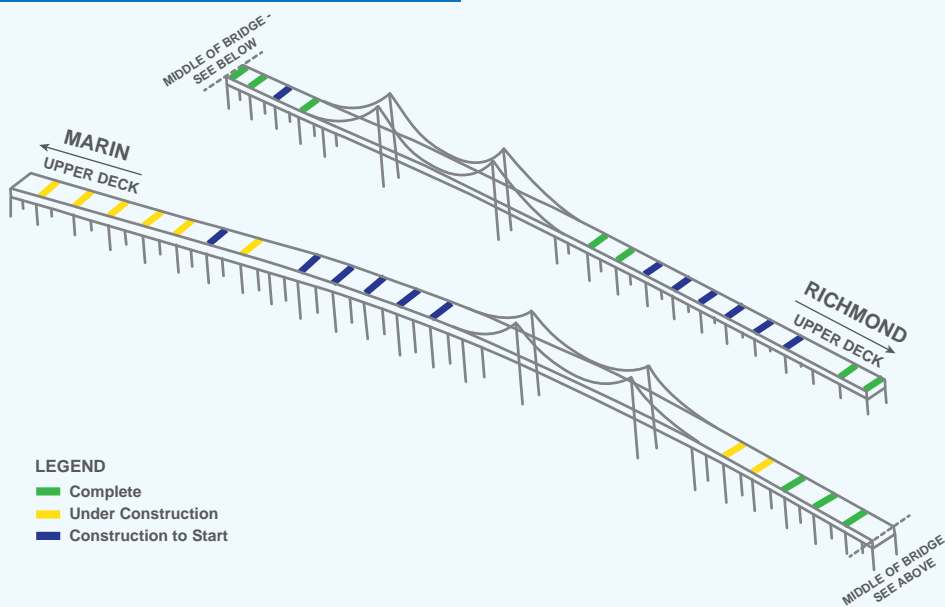 MIDDLE OF BRIDGE -
SEE BELOW
MARIN
UPPER DECK
RICHMOND
UPPER DECK
LEGEND
Complete
Under Construction
Construction to Start
MIDDLE OF BRIDGE -
SEE ABOVE